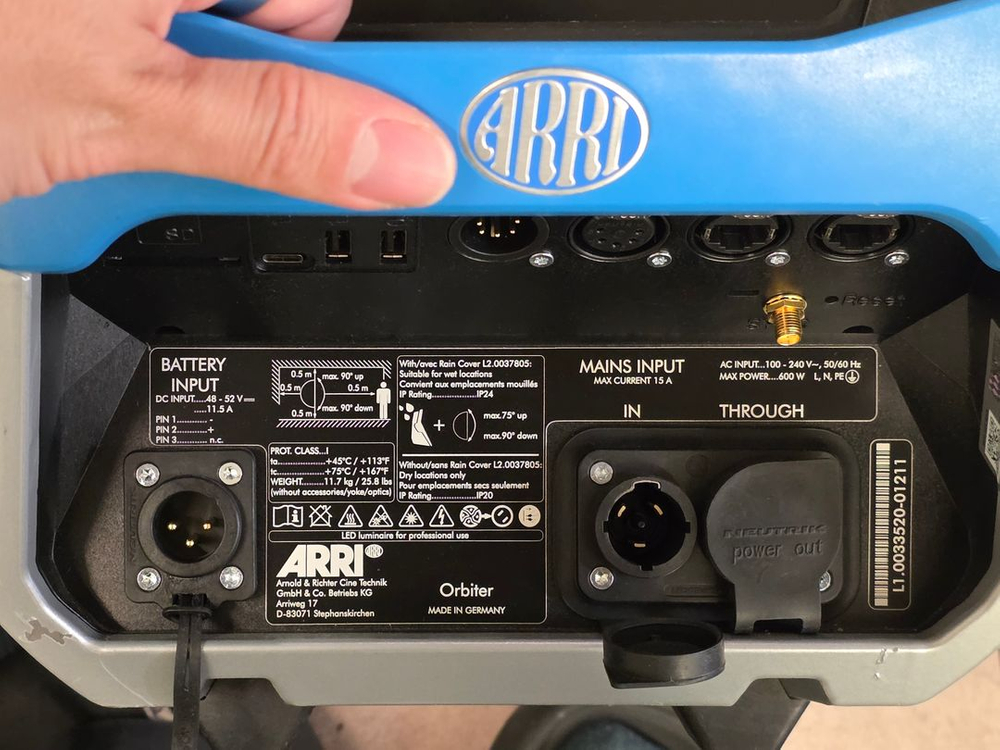 ARRI
SD
Reset
BATTERY
INPUT
DC INPUT.....48 - 52 V
.....11.5 A
PIN 1............ -
PIN 2............ +
PIN 3............ n.c.
0.5 m
max. 90° up
0.5 m
0.5 m
max. 90° down
0.5 m
With/avec Rain Cover L2.0037805:
Suitable for wet locations
Convient aux emplacements mouillés
IP Rating..................IP24
max.75° up
max.90° down
Without/sans Rain Cover L2.0037805:
Dry locations only
Pour emplacements secs seulement
IP Rating..................IP20
PROT. CLASS...I
ta..............+45°C / +113°F
tc..............+75°C / +167°F
WEIGHT.........11.7 kg / 25.8 lbs
(without accessories/yoke/optics)
LED luminaire for professional use
ARRI
ARRI
Arnold & Richter Cine Technik
GmbH & Co. Betriebs KG
Arriweg 17
D-83071 Stephanskirchen
Orbiter
MADE IN GERMANY
MAINS INPUT
MAX CURRENT 15 A
AC INPUT...100 - 240 V~, 50/60 Hz
MAX POWER....600 W L, N, PE
IN
THROUGH
NEUTRIK
power out
L1.0033520-01211